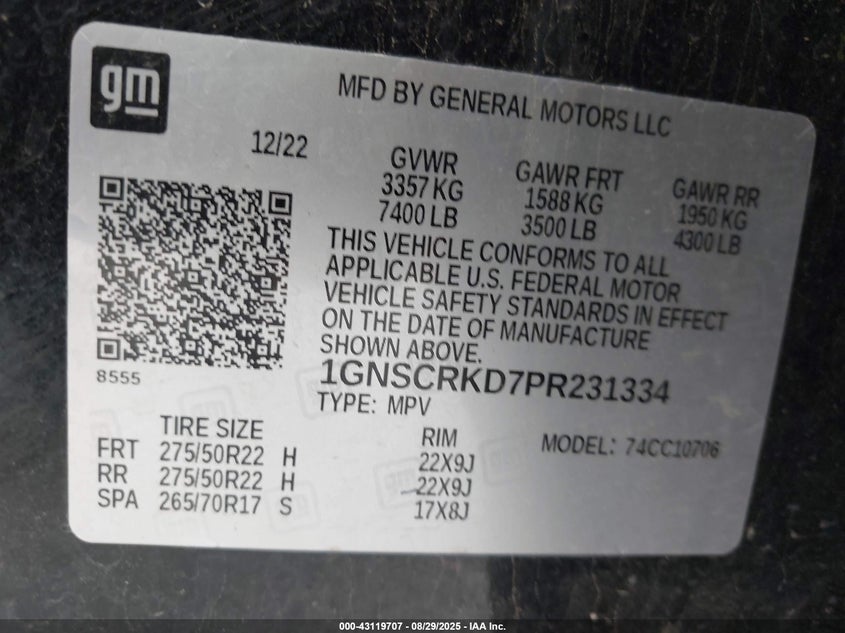 gm
MFD BY GENERAL MOTORS LLC
12/22
GVWR
3357 KG
7400 LB
GAWR FRT
1588 KG
3500 LB
GAWR RR
1950 KG
4300 LB
THIS VEHICLE CONFORMS TO ALL
APPLICABLE U.S. FEDERAL MOTOR
VEHICLE SAFETY STANDARDS IN EFFECT
ON THE DATE OF MANUFACTURE
SHOWN ABOVE.
8555
1GNSCRKD7PR231334
TYPE: MPV
TIRE SIZE RIM MODEL: 74CC10706
FRT 275/50R22 H 22X9J
RR 275/50R22 H 22X9J
SPA 265/70R17 S 17X8J
000-43119707 - 08/29/2025 - IAA Inc.